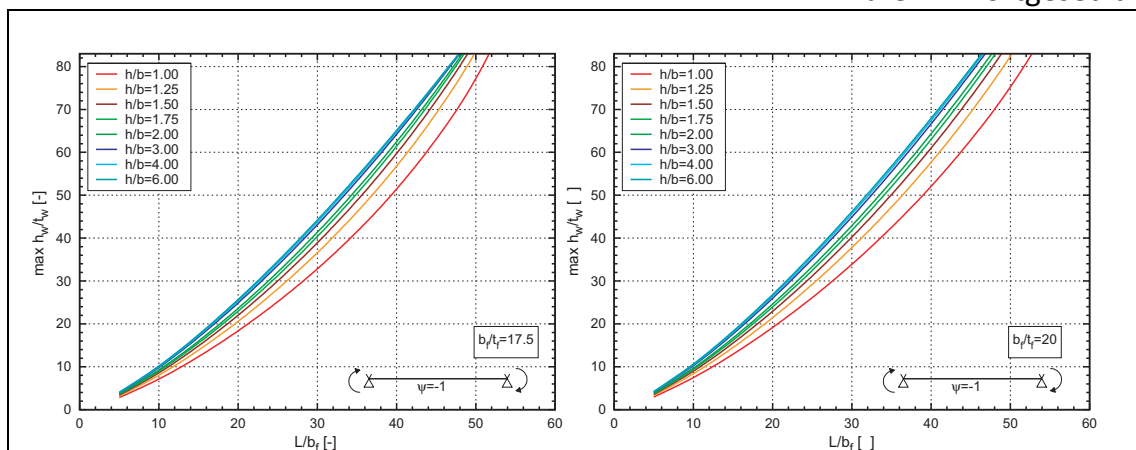 h/b=1.00
h/b=1.25
h/b=1.50
h/b=1.75
h/b=2.00
h/b=3.00
h/b=4.00
h/b=6.00
max h_w/t_w [-]
80
70
60
50
40
30
20
10
0
b_f/t_f=17.5
ψ=-1
0 10 20 30 40 50 60
L/b_f [-]
h/b=1.00
h/b=1.25
h/b=1.50
h/b=1.75
h/b=2.00
h/b=3.00
h/b=4.00
h/b=6.00
max h_w/t_w [ ]
80
70
60
50
40
30
20
10
0
b_f/t_f=20
ψ=-1
0 10 20 30 40 50 60
L/b_f [ ]